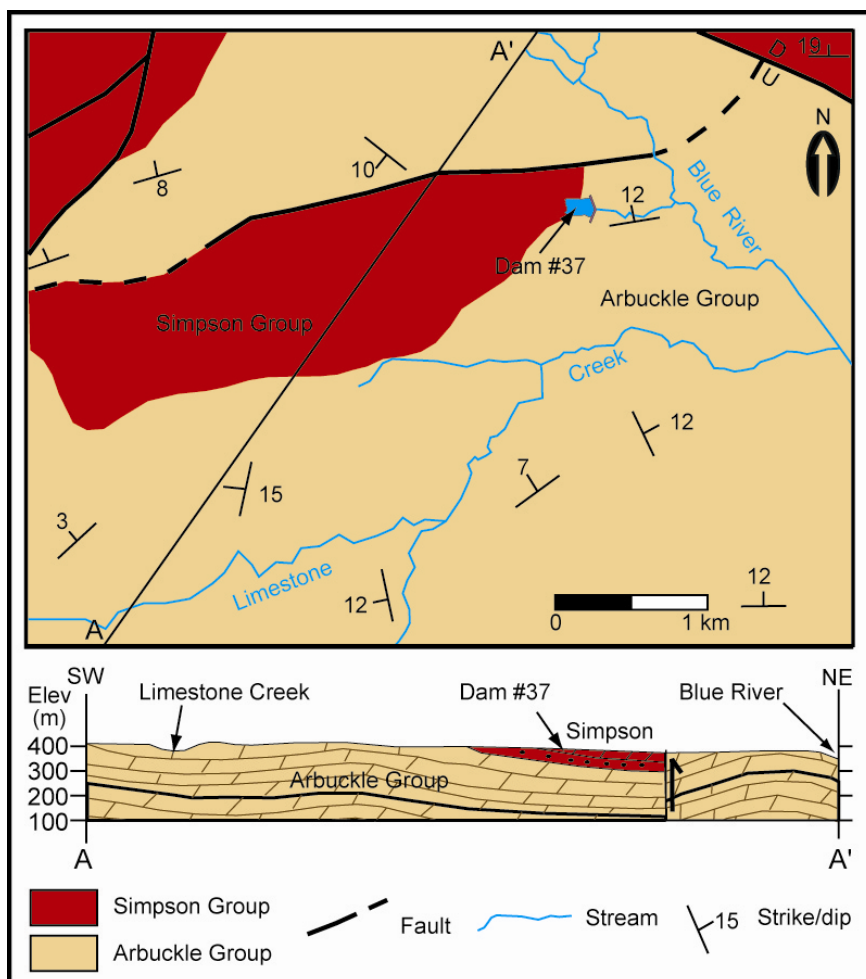 A'
D
U
19
N
8
10
12
Blue River
Dam #37
Arbuckle Group
Simpson Group
Creek
12
7
15
3
Limestone
12
12
A
0 1 km
SW
NE
Elev
(m)
Limestone Creek
Dam #37
Blue River
Simpson
400
300
Arbuckle Group
200
100
A
A'
Simpson Group
Arbuckle Group
Fault
Stream
15
Strike/dip